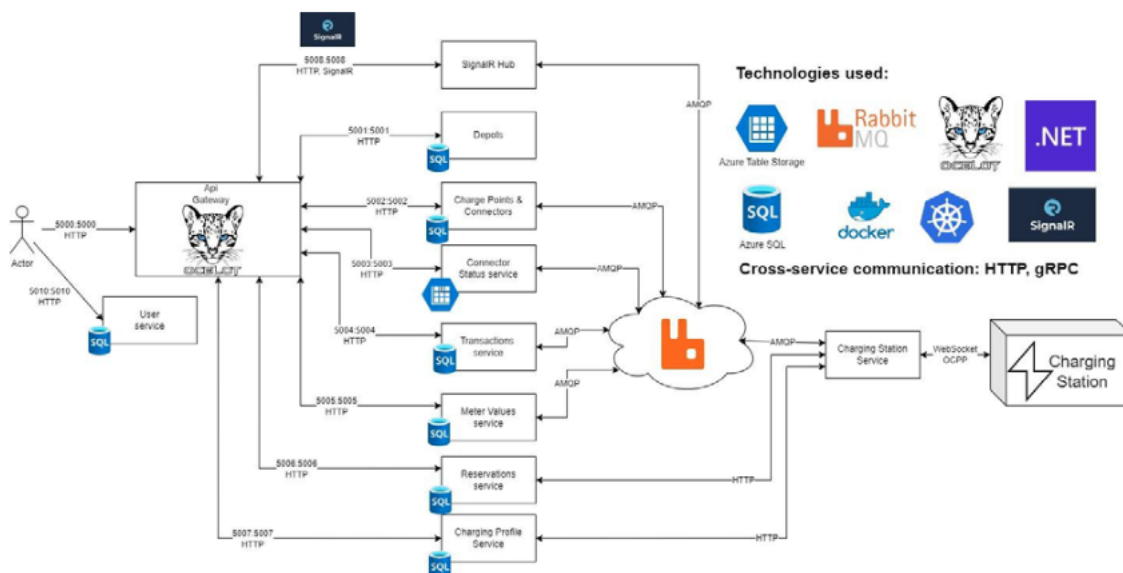 SignalR
5008:5008
HTTP, SignalR
SignalR Hub
AMQP
Technologies used:
Azure Table Storage
Rabbit
MQ
OCELOT
.NET
SQL
Azure SQL
docker
SignalR
Cross-service communication: HTTP, gRPC
5001:5001
HTTP
Depots
SQL
Api
Gateway
OCELOT
5002:5002
HTTP
Charge Points &
Connectors
SQL
AMQP
5000:5000
HTTP
Actor
5003:5003
HTTP
Connector
Status service
AMQP
5010:5010
HTTP
User
service
SQL
5004:5004
HTTP
Transactions
service
SQL
AMQP
AMQP
Charging Station
Service
WebSocket
OCPP
Charging
Station
5005:5005
HTTP
Meter Values
service
SQL
AMQP
5006:5006
HTTP
Reservations
service
SQL
HTTP
5007:5007
HTTP
Charging Profile
Service
SQL
HTTP